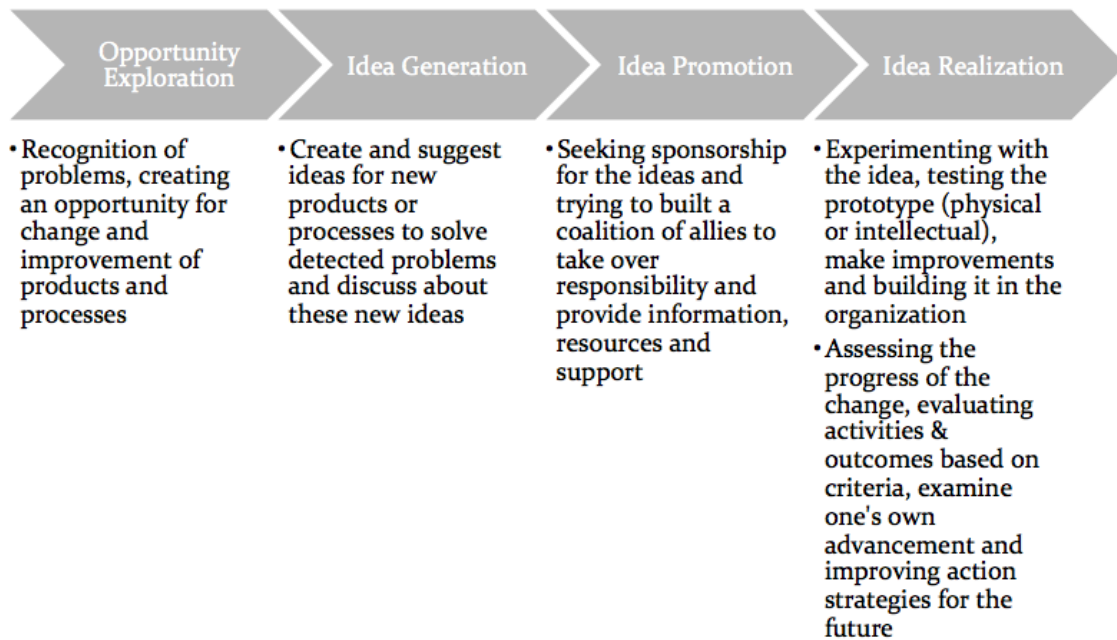 Opportunity
Exploration
Idea Generation
Idea Promotion
Idea Realization
• Recognition of
problems, creating
an opportunity for
change and
improvement of
products and
processes
• Create and suggest
ideas for new
products or
processes to solve
detected problems
and discuss about
these new ideas
• Seeking sponsorship
for the ideas and
trying to built a
coalition of allies to
take over
responsibility and
provide information,
resources and
support
• Experimenting with
the idea, testing the
prototype (physical
or intellectual),
make improvements
and building it in the
organization
• Assessing the
progress of the
change, evaluating
activities &
outcomes based on
criteria, examine
one's own
advancement and
improving action
strategies for the
future